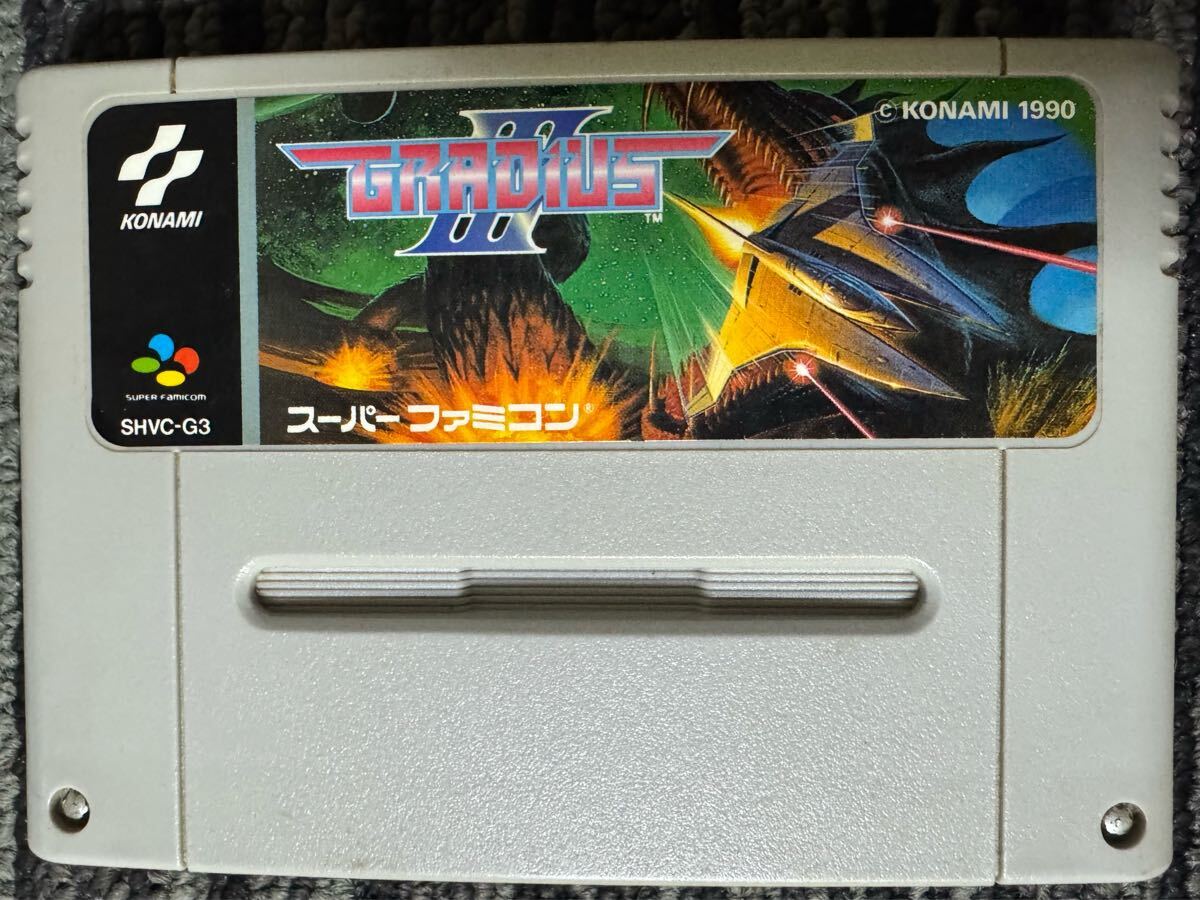 KONAMI
SUPER FAMICOM
SHVC-G3
III
GRADIUS
TM
© KONAMI 1990
スーパーファミコン®